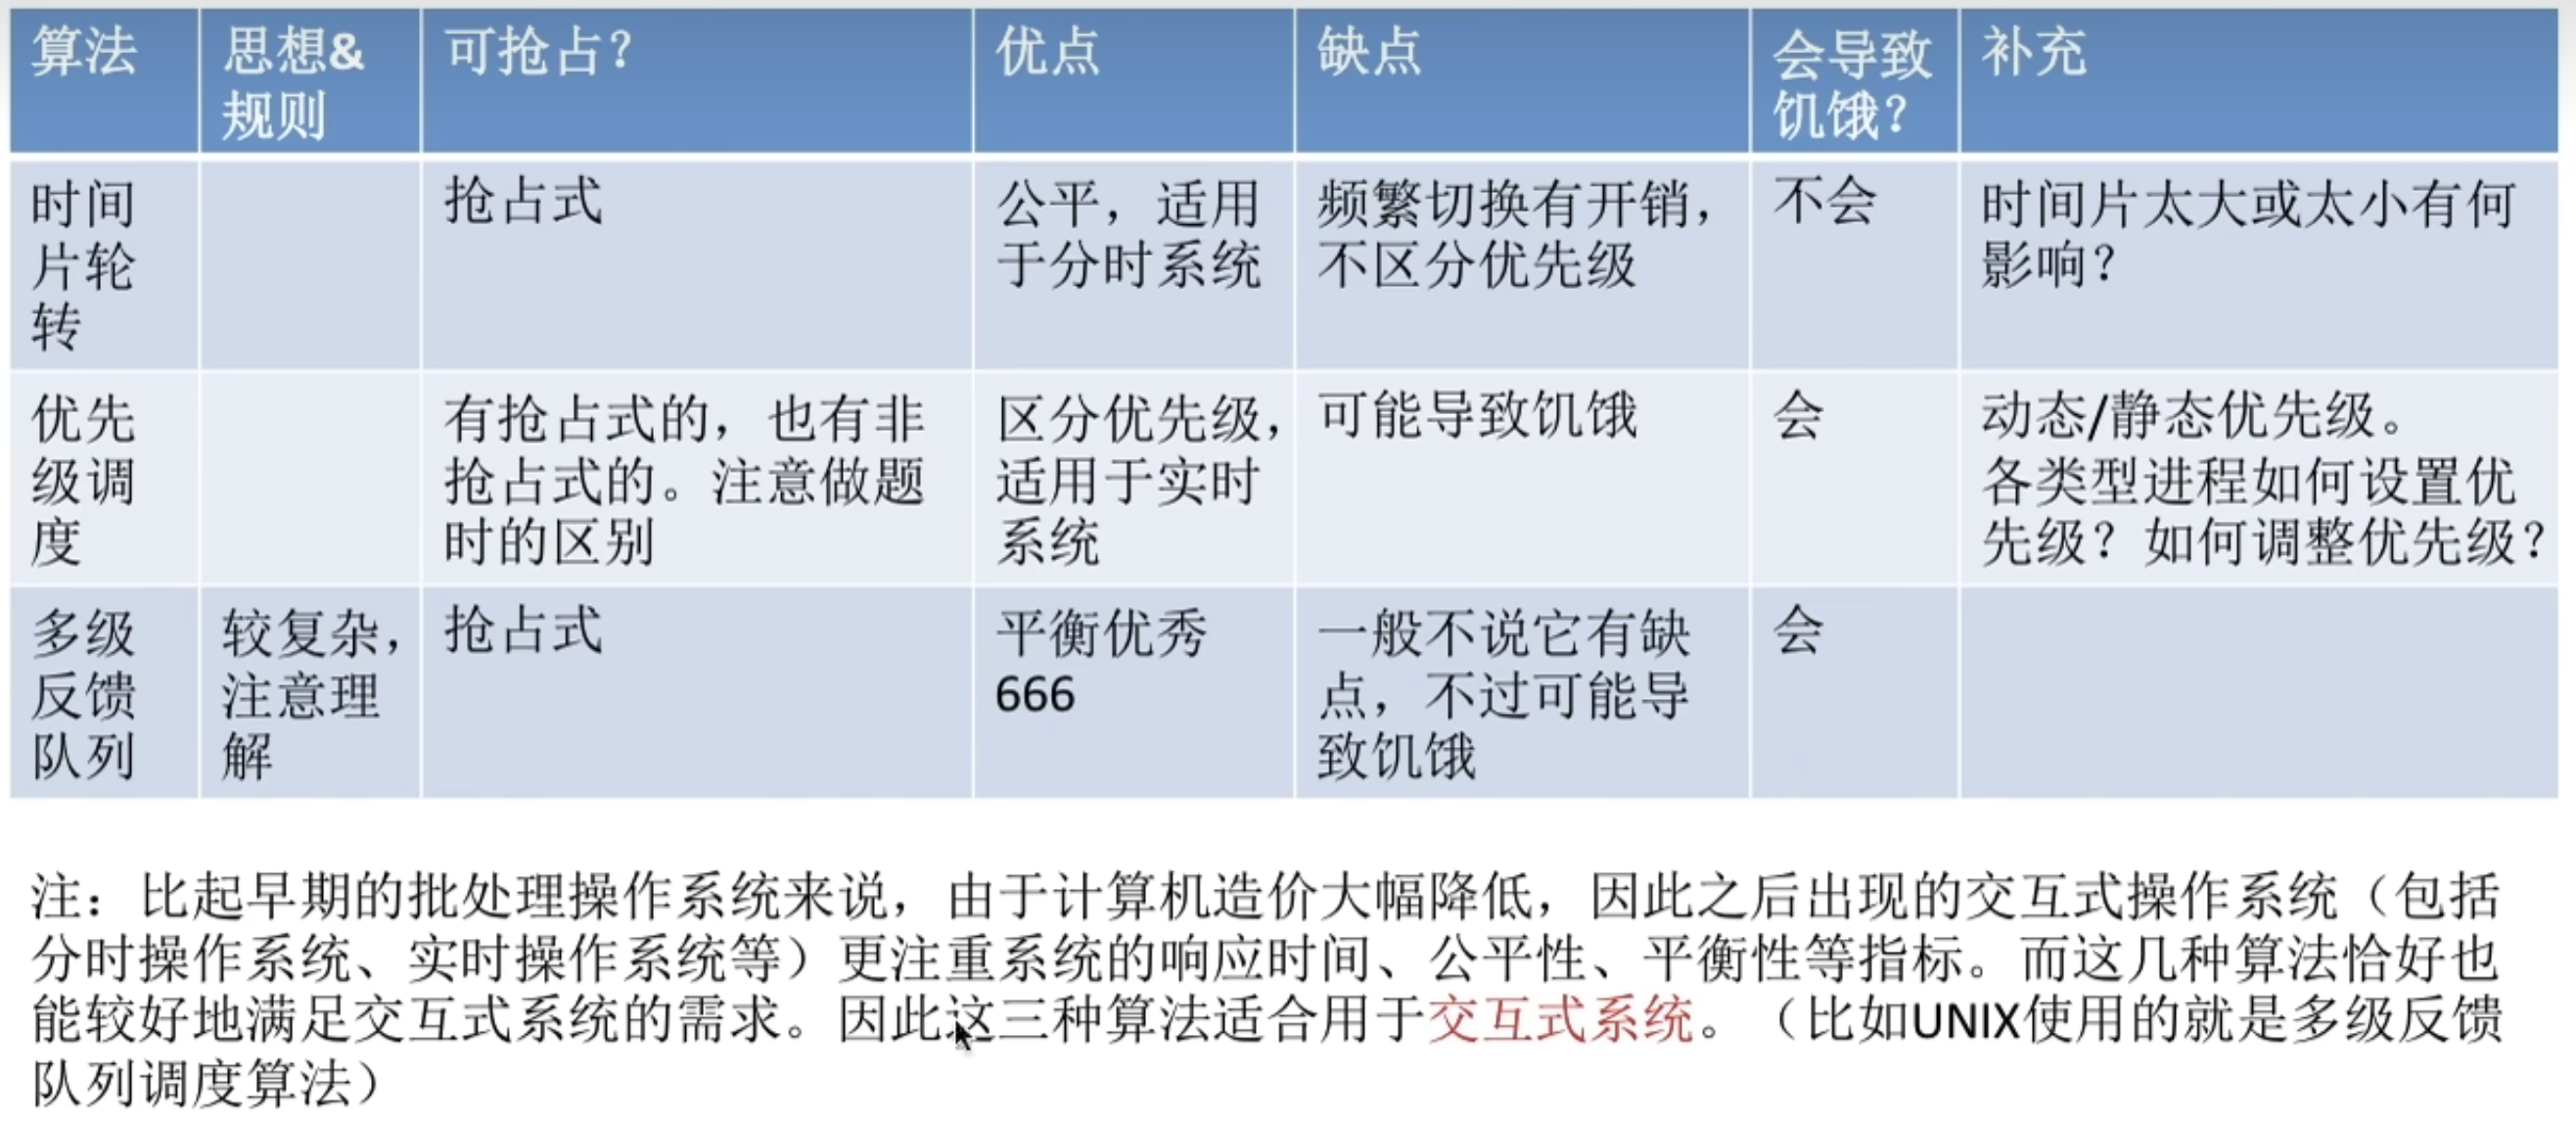 算法
思想&
规则
可抢占？
优点
缺点
会导致
饥饿？
补充
时间
片轮
转
抢占式
公平，适用
于分时系统
频繁切换有开销，
不区分优先级
不会
时间片太大或太小有何
影响？
优先
级调
度
有抢占式的，也有非
抢占式的。注意做题
时的区别
区分优先级，
适用于实时
系统
可能导致饥饿
会
动态/静态优先级。
各类型进程如何设置优
先级？如何调整优先级？
多级
反馈
队列
较复杂，
注意理
解
抢占式
平衡优秀
666
一般不说它有缺
点，不过可能导
致饥饿
会
注：比起早期的批处理操作系统来说，由于计算机造价大幅降低，因此之后出现的交互式操作系统（包括
分时操作系统、实时操作系统等）更注重系统的响应时间、公平性、平衡性等指标。而这几种算法恰好也
能较好地满足交互式系统的需求。因此这三种算法适合用于交互式系统。（比如UNIX使用的就是多级反馈
队列调度算法）